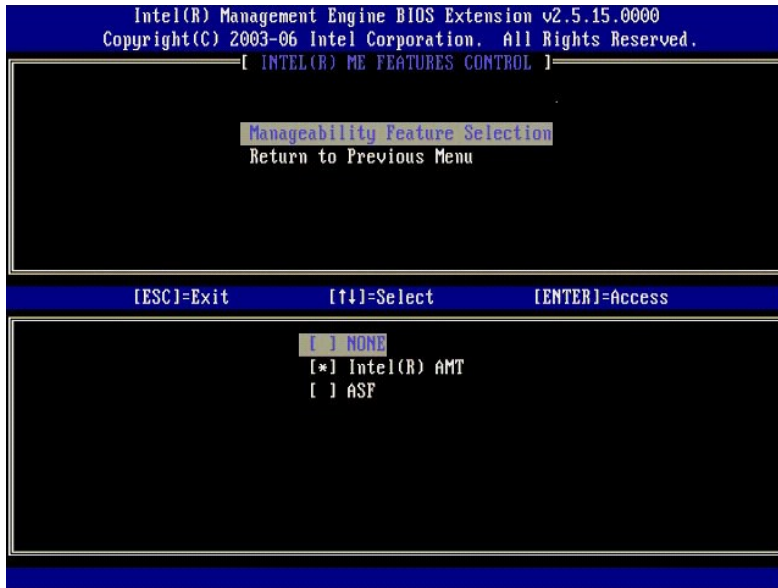 Intel(R) Management Engine BIOS Extension v2.5.15.0000
Copyright(C) 2003-06 Intel Corporation. All Rights Reserved.
[ INTEL(R) ME FEATURES CONTROL ]
Manageability Feature Selection
Return to Previous Menu
[ESC]=Exit [↑↓]=Select [ENTER]=Access
[ ] NONE
[*] Intel(R) AMT
[ ] ASF